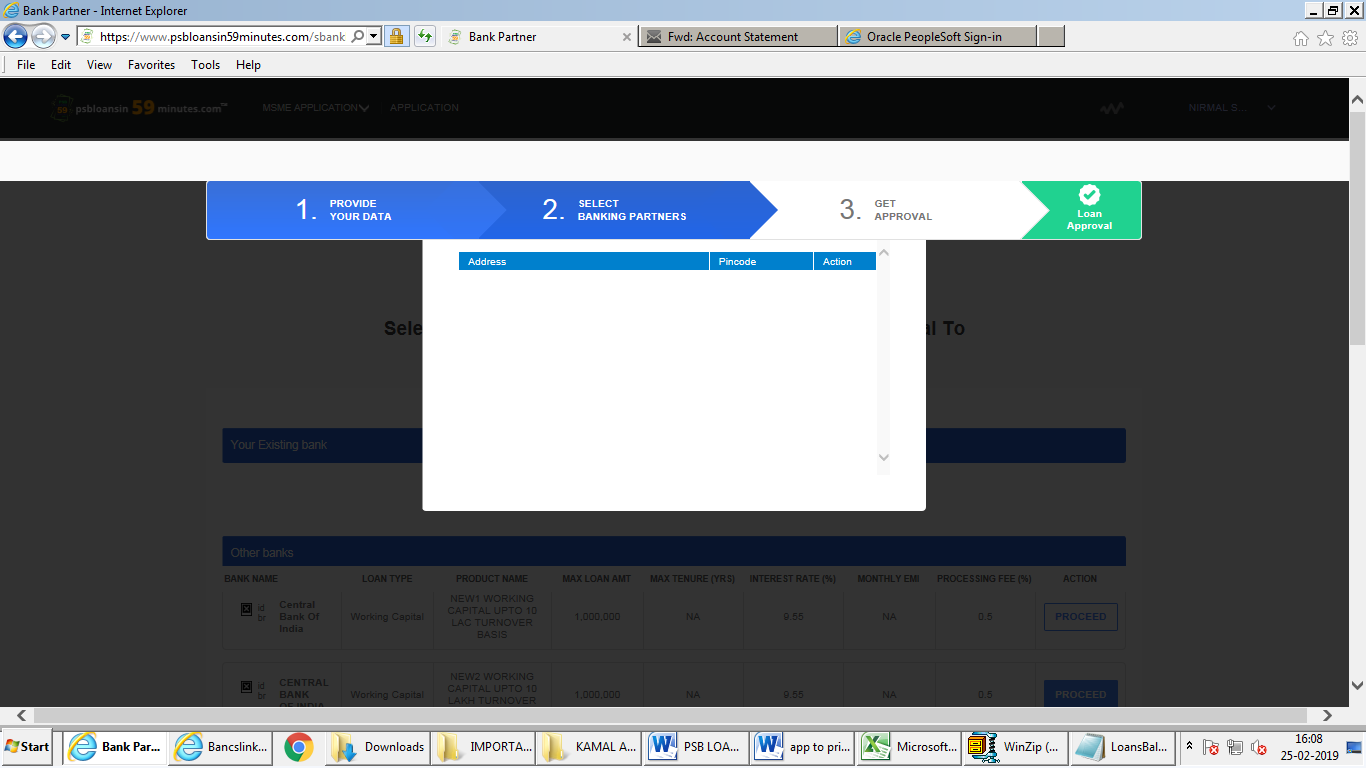 Bank Partner - Internet Explorer
https://www.psbloansin59minutes.com/sbank
Bank Partner
Fwd: Account Statement
Oracle PeopleSoft Sign-in
File Edit View Favorites Tools Help
psbloansin 59 minutes.com™ MSME APPLICATION APPLICATION NIRMAL S...
1. PROVIDE
YOUR DATA
2. SELECT
BANKING PARTNERS
3. GET
APPROVAL
Loan
Approval
Address Pincode Action
Sele
al To
Your Existing bank
Other banks
BANK NAME LOAN TYPE PRODUCT NAME MAX LOAN AMT MAX TENURE (YRS) INTEREST RATE (%) MONTHLY EMI PROCESSING FEE (%) ACTION
id
br
Central
Bank Of
India
Working Capital
NEW1 WORKING
CAPITAL UPTO 10
LAC TURNOVER
BASIS
1,000,000 NA 9.55 NA 0.5 PROCEED
id
br
CENTRAL
BANK
OF INDIA
Working Capital
NEW2 WORKING
CAPITAL UPTO 10
LAKH TURNOVER
1,000,000 NA 9.55 NA 0.5 PROCEED
Start Bank Par... Bancslink... Downloads IMPORTA... KAMAL A... PSB LOA... app to pri... Microsoft... WinZip (... LoansBal...
16:08
25-02-2019